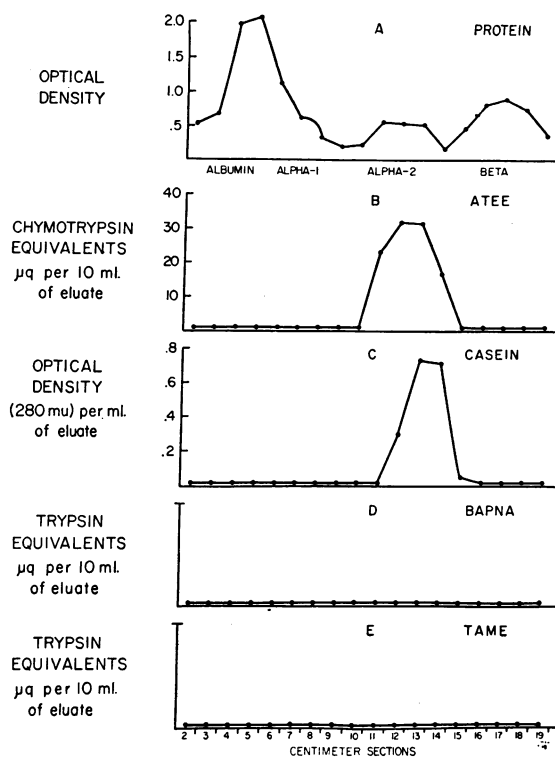 2.0
A
PROTEIN
1.5
OPTICAL
DENSITY
1.0
.5
ALBUMIN ALPHA-1 ALPHA-2 BETA
40
B
ATEE
CHYMOTRYPSIN
EQUIVALENTS
µq per 10 ml.
of eluate
30
20
10
.8
C
CASEIN
OPTICAL
DENSITY
(280 mu) per ml.
of eluate
.6
.4
.2
D
BAPNA
TRYPSIN
EQUIVALENTS
µq per 10 ml.
of eluate
E
TAME
TRYPSIN
EQUIVALENTS
µq per 10 ml.
of eluate
2 3 4 5 6 7 8 9 10 11 12 13 14 15 16 17 18 19
CENTIMETER SECTIONS